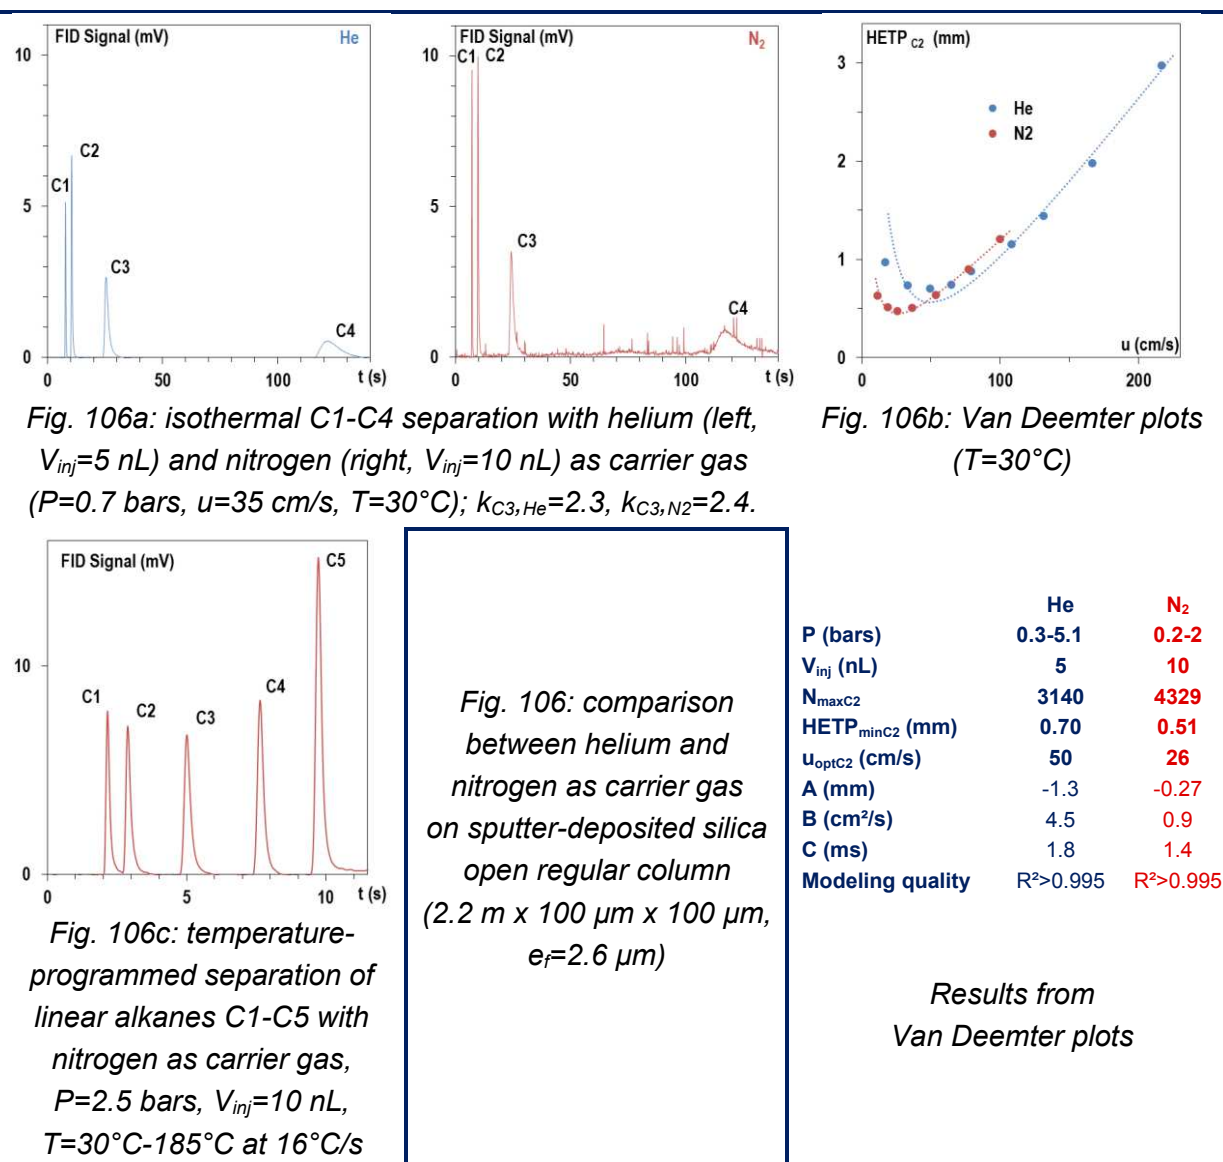 FID Signal (mV)
He
10
5
0
C1
C2
C3
C4
0
100
t (s)
FID Signal (mV)
N2
10
5
0
C1
C2
C3
C4
0
50
100
t (s)
HETP C2 (mm)
He
N2
3
2
1
0
u (cm/s)
0
100
200
Fig. 106a: isothermal C1-C4 separation with helium (left,
Vinj=5 nL) and nitrogen (right, Vinj=10 nL) as carrier gas
(P=0.7 bars, u=35 cm/s, T=30°C); kC3,He=2.3, kC3,N2=2.4.
Fig. 106b: Van Deemter plots
(T=30°C)
FID Signal (mV)
10
0
C1
C2
C3
C4
C5
0
5
10
t (s)
Fig. 106c: temperature-
programmed separation of
linear alkanes C1-C5 with
nitrogen as carrier gas,
P=2.5 bars, Vinj=10 nL,
T=30°C-185°C at 16°C/s
Fig. 106: comparison
between helium and
nitrogen as carrier gas
on sputter-deposited silica
open regular column
(2.2 m x 100 µm x 100 µm,
ef=2.6 µm)
He N2
P (bars) 0.3-5.1 0.2-2
Vinj (nL) 5 10
NmaxC2 3140 4329
HETPminC2 (mm) 0.70 0.51
uoptC2 (cm/s) 50 26
A (mm) -1.3 -0.27
B (cm²/s) 4.5 0.9
C (ms) 1.8 1.4
Modeling quality R²>0.995 R²>0.995
Results from
Van Deemter plots